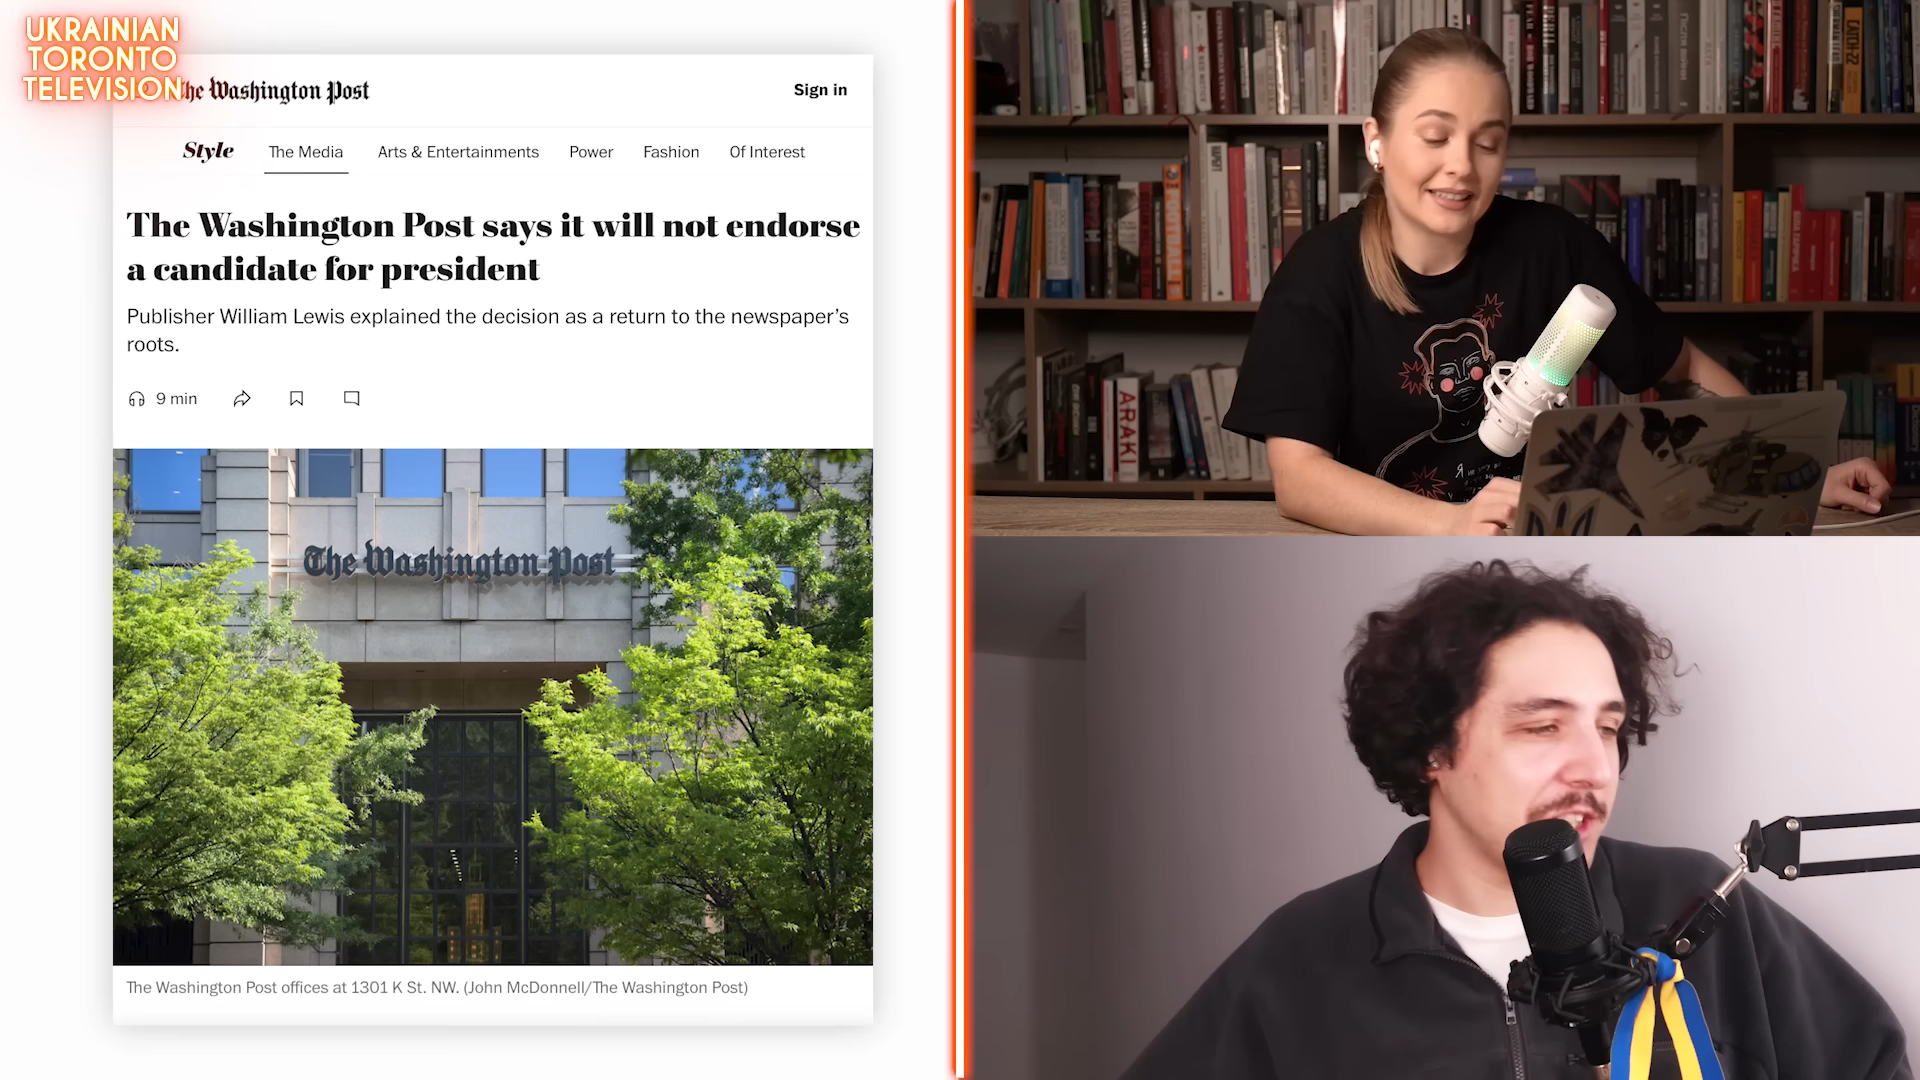 UKRAINIAN
TORONTO
TELEVISION
The Washington Post
Sign in
Style
The Media
Arts & Entertainments
Power
Fashion
Of Interest
The Washington Post says it will not endorse
a candidate for president
Publisher William Lewis explained the decision as a return to the newspaper’s
roots.
9 min
The Washington Post
The Washington Post offices at 1301 K St. NW. (John McDonnell/The Washington Post)
CATCH-22
ARAKI